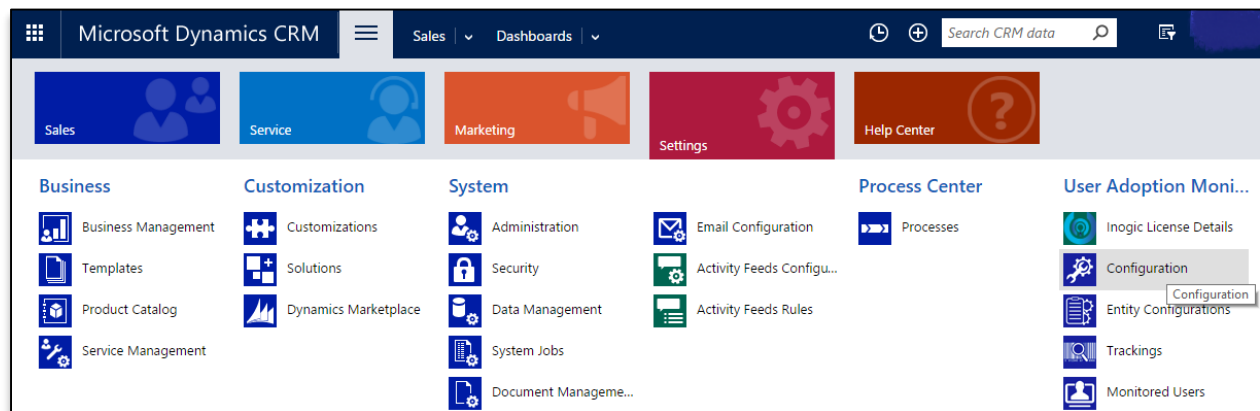 Microsoft Dynamics CRM
Sales
Dashboards
Search CRM data
Sales
Service
Marketing
Settings
Help Center
Business
Business Management
Templates
Product Catalog
Service Management
Customization
Customizations
Solutions
Dynamics Marketplace
System
Administration
Security
Data Management
System Jobs
Document Manageme...
Email Configuration
Activity Feeds Configu...
Activity Feeds Rules
Process Center
Processes
User Adoption Moni...
Inogic License Details
Configuration
Configuration
Entity Configurations
Trackings
Monitored Users